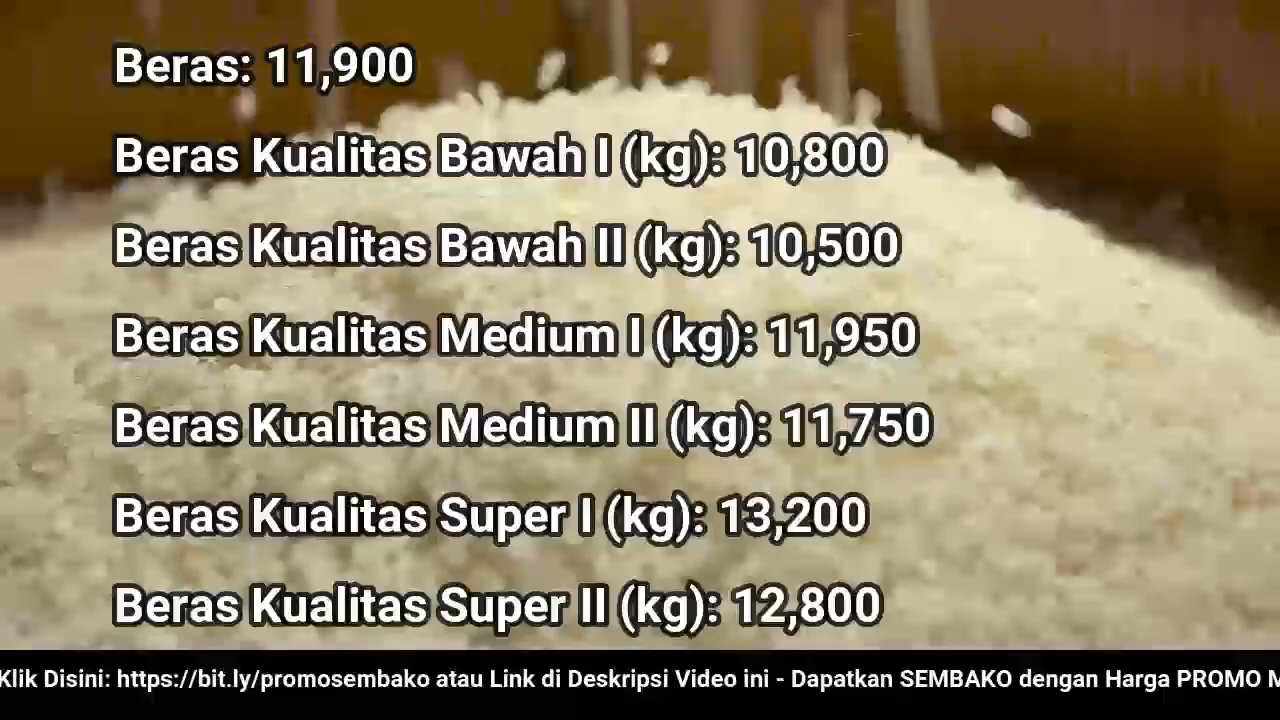 Beras: 11,900
Beras Kualitas Bawah I (kg): 10,800
Beras Kualitas Bawah II (kg): 10,500
Beras Kualitas Medium I (kg): 11,950
Beras Kualitas Medium II (kg): 11,750
Beras Kualitas Super I (kg): 13,200
Beras Kualitas Super II (kg): 12,800
Klik Disini: https://bit.ly/promosembako atau Link di Deskripsi Video ini - Dapatkan SEMBAKO dengan Harga PROMO